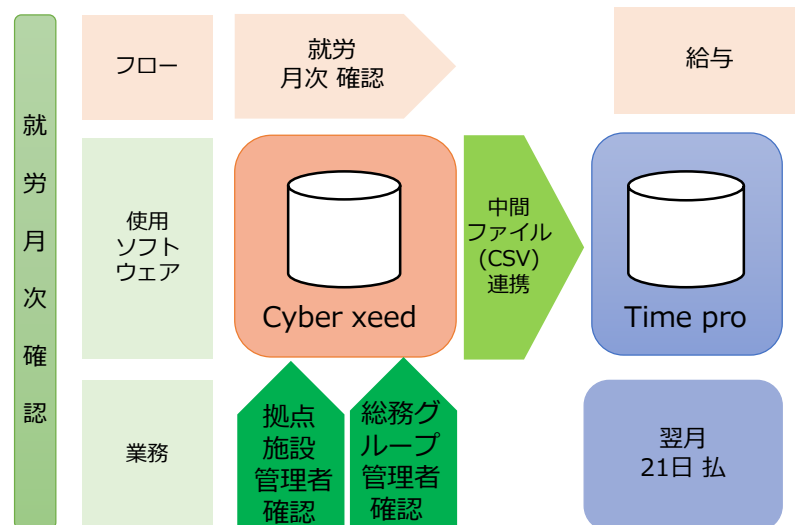 就労月次確認
フロー
就労
月次 確認
給与
使用
ソフト
ウェア
Cyber xeed
中間
ファイル
(CSV)
連携
Time pro
業務
拠点
施設
管理者
確認
総務グ
ループ
管理者
確認
翌月
21日 払